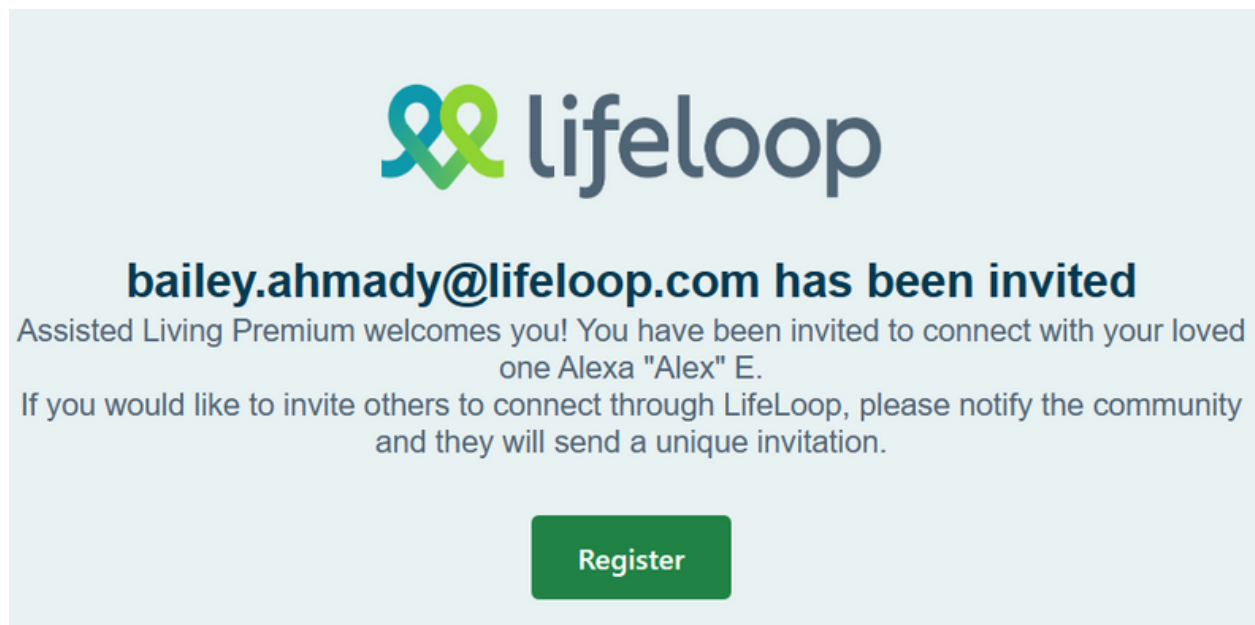 lifeloop
bailey.ahmady@lifeloop.com has been invited
Assisted Living Premium welcomes you! You have been invited to connect with your loved
one Alexa "Alex" E.
If you would like to invite others to connect through LifeLoop, please notify the community
and they will send a unique invitation.
Register